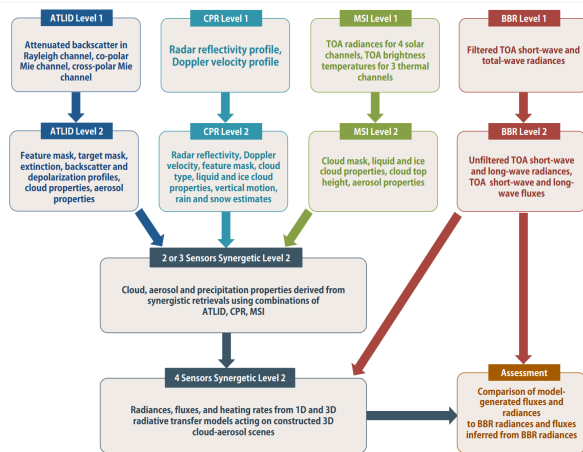 ATLID Level 1
Attenuated backscatter in
Rayleigh channel, co-polar
Mie channel, cross-polar Mie
channel
CPR Level 1
Radar reflectivity profile,
Doppler velocity profile
MSI Level 1
TOA radiances for 4 solar
channels, TOA brightness
temperatures for 3 thermal
channels
BBR Level 1
Filtered TOA short-wave and
total-wave radiances
ATLID Level 2
Feature mask, target mask,
extinction, backscatter and
depolarization profiles,
cloud properties, aerosol
properties
CPR Level 2
Radar reflectivity, Doppler
velocity, feature mask, cloud
type, liquid and ice cloud
properties, vertical motion,
rain and snow estimates
MSI Level 2
Cloud mask, liquid and ice
cloud properties, cloud top
height, aerosol properties
BBR Level 2
Unfiltered TOA short-wave
and long-wave radiances,
TOA short-wave and long-
wave fluxes
2 or 3 Sensors Synergetic Level 2
Cloud, aerosol and precipitation properties derived from
synergistic retrievals using combinations of
ATLID, CPR, MSI
4 Sensors Synergetic Level 2
Radiances, fluxes, and heating rates from 1D and 3D
radiative transfer models acting on constructed 3D
cloud-aerosol scenes
Assessment
Comparison of model-
generated fluxes and
radiances
to BBR radiances and fluxes
inferred from BBR radiances